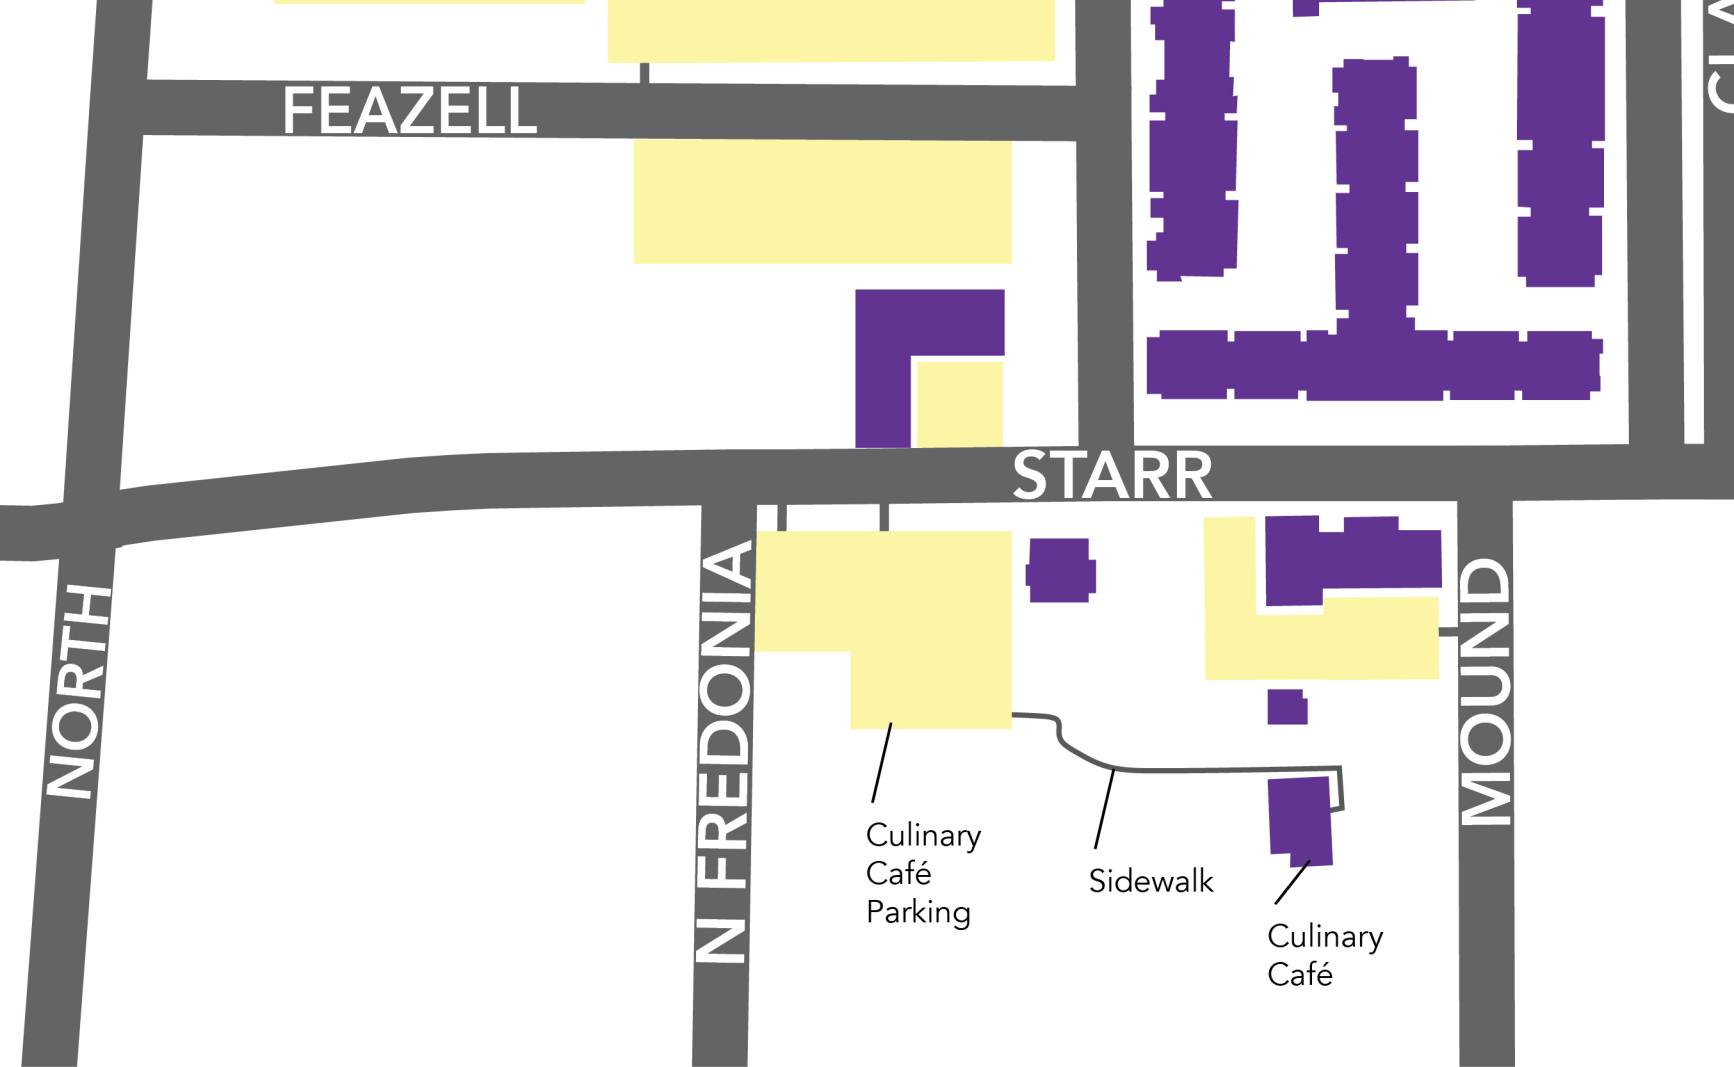 FEAZELL
STARR
NORTH
N FREDONIA
MOUND
Culinary
Café
Parking
Sidewalk
Culinary
Café